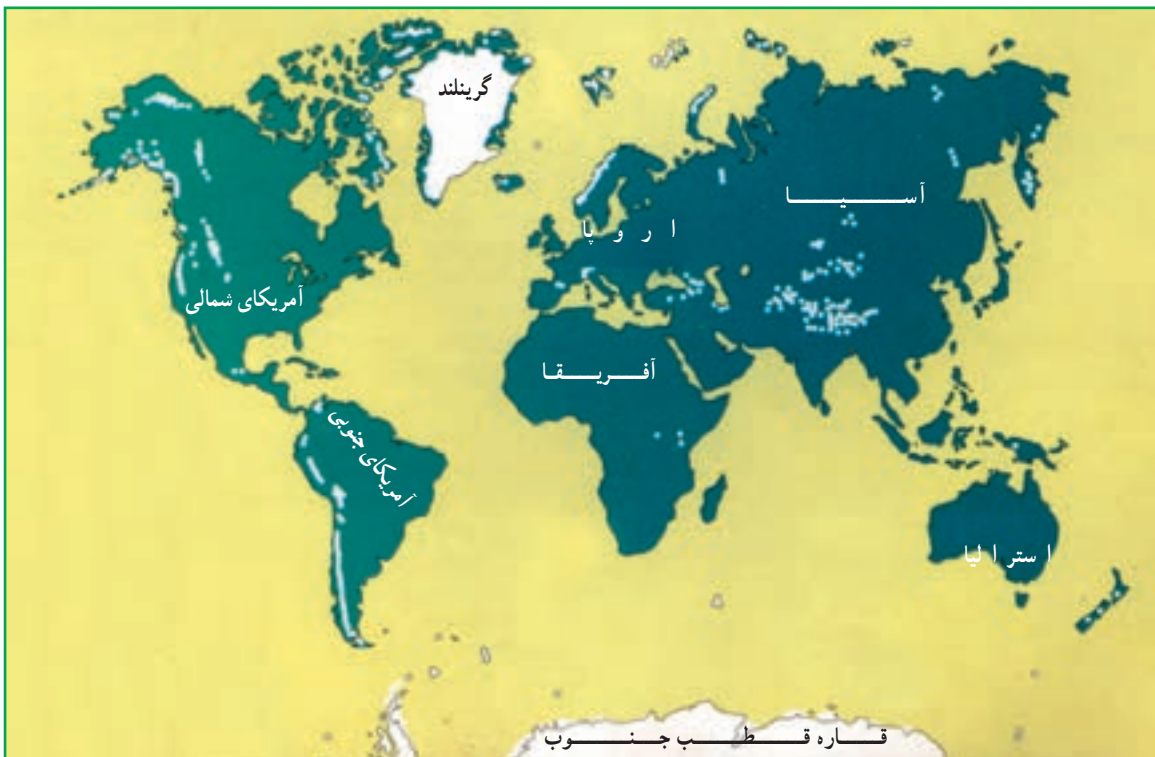 گرینلند
آسیا
اروپا
آمریکای شمالی
آفریقا
آمریکای جنوبی
استرالیا
قاره قطب جنوب